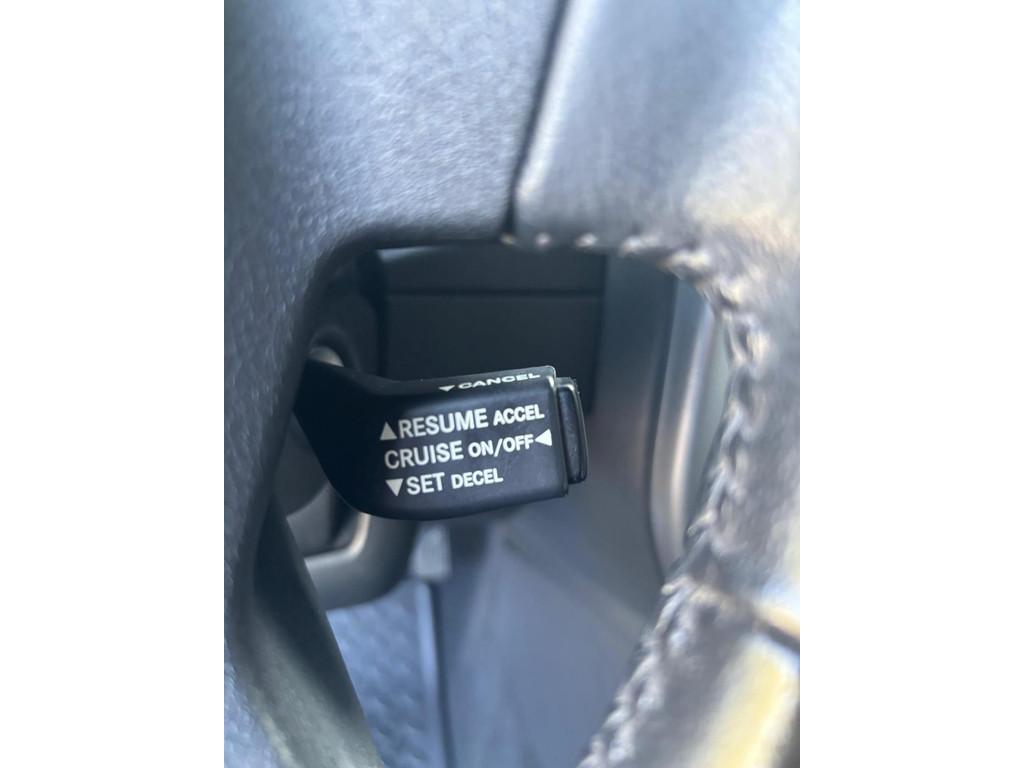 ▼CANCEL
▲RESUME ACCEL
CRUISE ON/OFF◀
▼SET DECEL